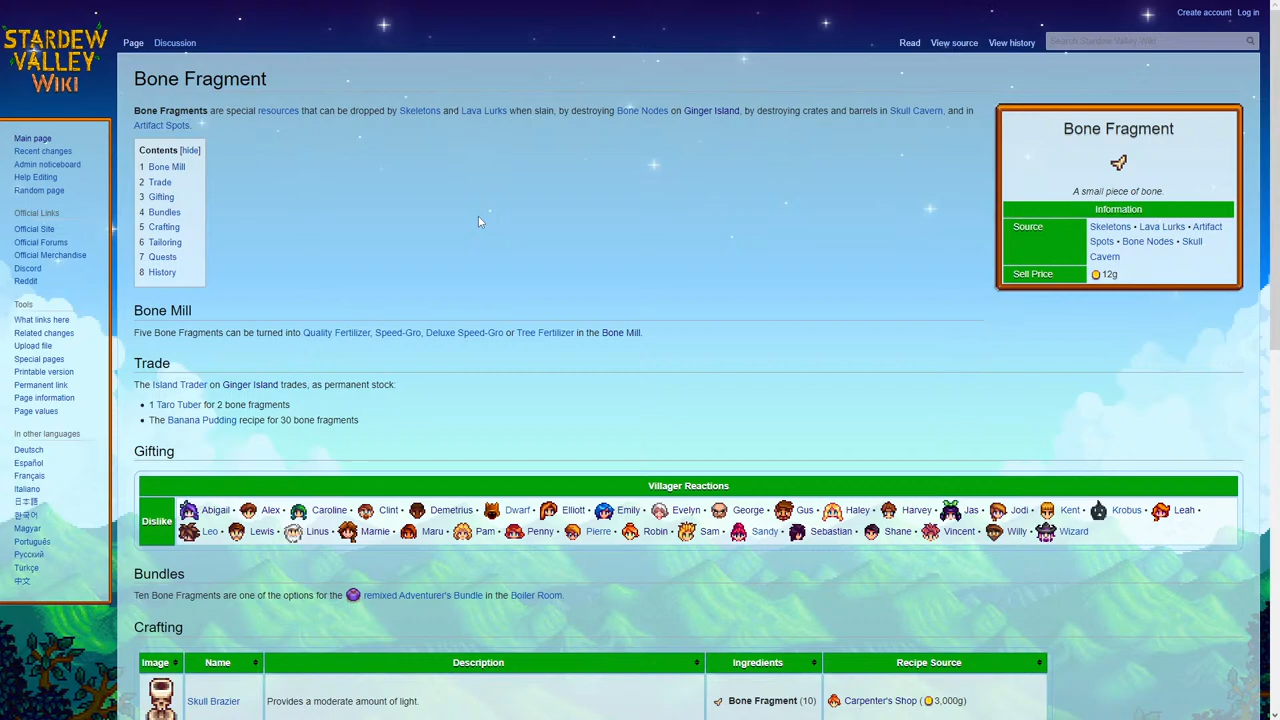 Create account Log in
STARDEW
VALLEY
WiKi
Page Discussion Read View source View history Search Stardew Valley Wiki
Bone Fragment
Bone Fragments are special resources that can be dropped by Skeletons and Lava Lurks when slain, by destroying Bone Nodes on Ginger Island, by destroying crates and barrels in Skull Cavern, and in
Artifact Spots.
Contents [hide]
1 Bone Mill
2 Trade
3 Gifting
4 Bundles
5 Crafting
6 Tailoring
7 Quests
8 History
Bone Fragment
A small piece of bone.
Information
Source Skeletons • Lava Lurks • Artifact
Spots • Bone Nodes • Skull
Cavern
Sell Price 12g
Main page
Recent changes
Admin noticeboard
Help Editing
Random page
Official Links
Official Site
Official Forums
Official Merchandise
Discord
Reddit
Tools
What links here
Related changes
Upload file
Special pages
Printable version
Permanent link
Page information
Page values
In other languages
Deutsch
Español
Français
Italiano
日本語
한국어
Magyar
Português
Русский
Türkçe
中文
Bone Mill
Five Bone Fragments can be turned into Quality Fertilizer, Speed-Gro, Deluxe Speed-Gro or Tree Fertilizer in the Bone Mill.
Trade
The Island Trader on Ginger Island trades, as permanent stock:
• 1 Taro Tuber for 2 bone fragments
• The Banana Pudding recipe for 30 bone fragments
Gifting
Villager Reactions
Dislike Abigail • Alex • Caroline • Clint • Demetrius • Dwarf • Elliott • Emily • Evelyn • George • Gus • Haley • Harvey • Jas • Jodi • Kent • Krobus • Leah •
Leo • Lewis • Linus • Marnie • Maru • Pam • Penny • Pierre • Robin • Sam • Sandy • Sebastian • Shane • Vincent • Willy • Wizard
Bundles
Ten Bone Fragments are one of the options for the remixed Adventurer's Bundle in the Boiler Room.
Crafting
Image Name Description Ingredients Recipe Source
Skull Brazier Provides a moderate amount of light. Bone Fragment (10) Carpenter's Shop (3,000g)